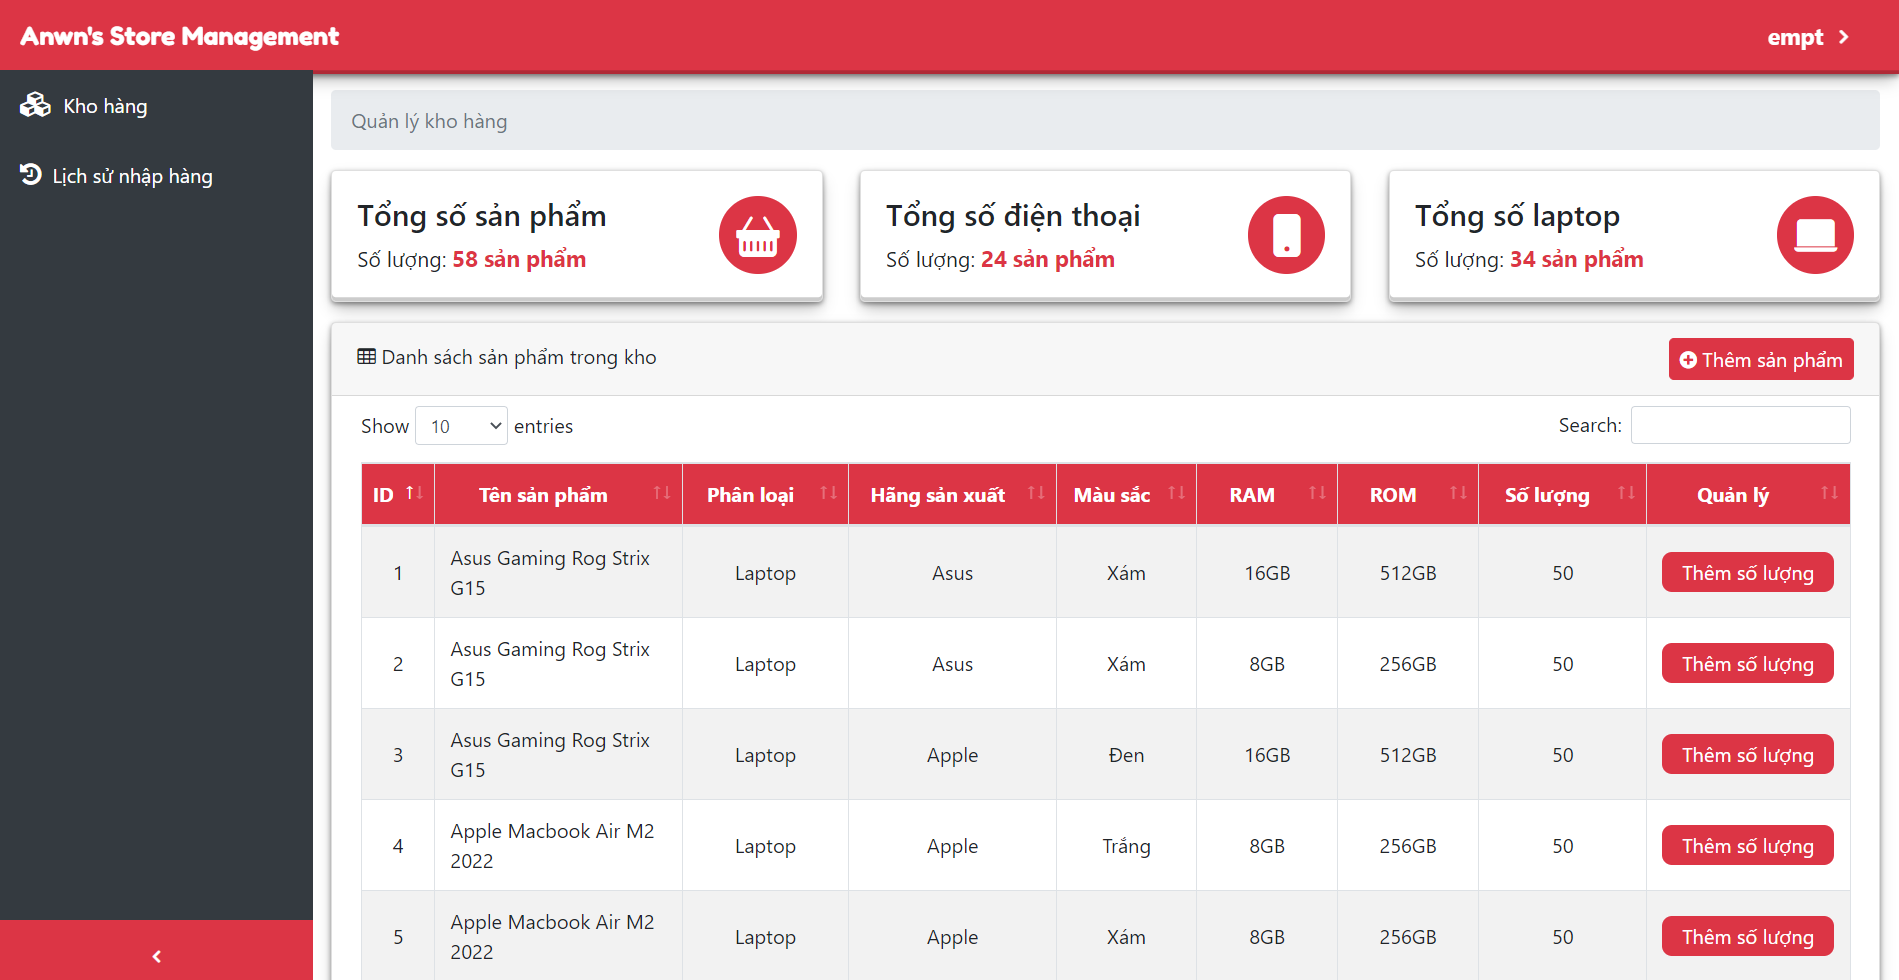 Anwn's Store Management
empt
Kho hàng
Lịch sử nhập hàng
Quản lý kho hàng
Tổng số sản phẩm
Số lượng: 58 sản phẩm
Tổng số điện thoại
Số lượng: 24 sản phẩm
Tổng số laptop
Số lượng: 34 sản phẩm
Danh sách sản phẩm trong kho
Thêm sản phẩm
Show 10 entries
Search:
ID Tên sản phẩm Phân loại Hãng sản xuất Màu sắc RAM ROM Số lượng Quản lý
1 Asus Gaming Rog Strix G15 Laptop Asus Xám 16GB 512GB 50 Thêm số lượng
2 Asus Gaming Rog Strix G15 Laptop Asus Xám 8GB 256GB 50 Thêm số lượng
3 Asus Gaming Rog Strix G15 Laptop Apple Đen 16GB 512GB 50 Thêm số lượng
4 Apple Macbook Air M2 2022 Laptop Apple Trắng 8GB 256GB 50 Thêm số lượng
5 Apple Macbook Air M2 2022 Laptop Apple Xám 8GB 256GB 50 Thêm số lượng